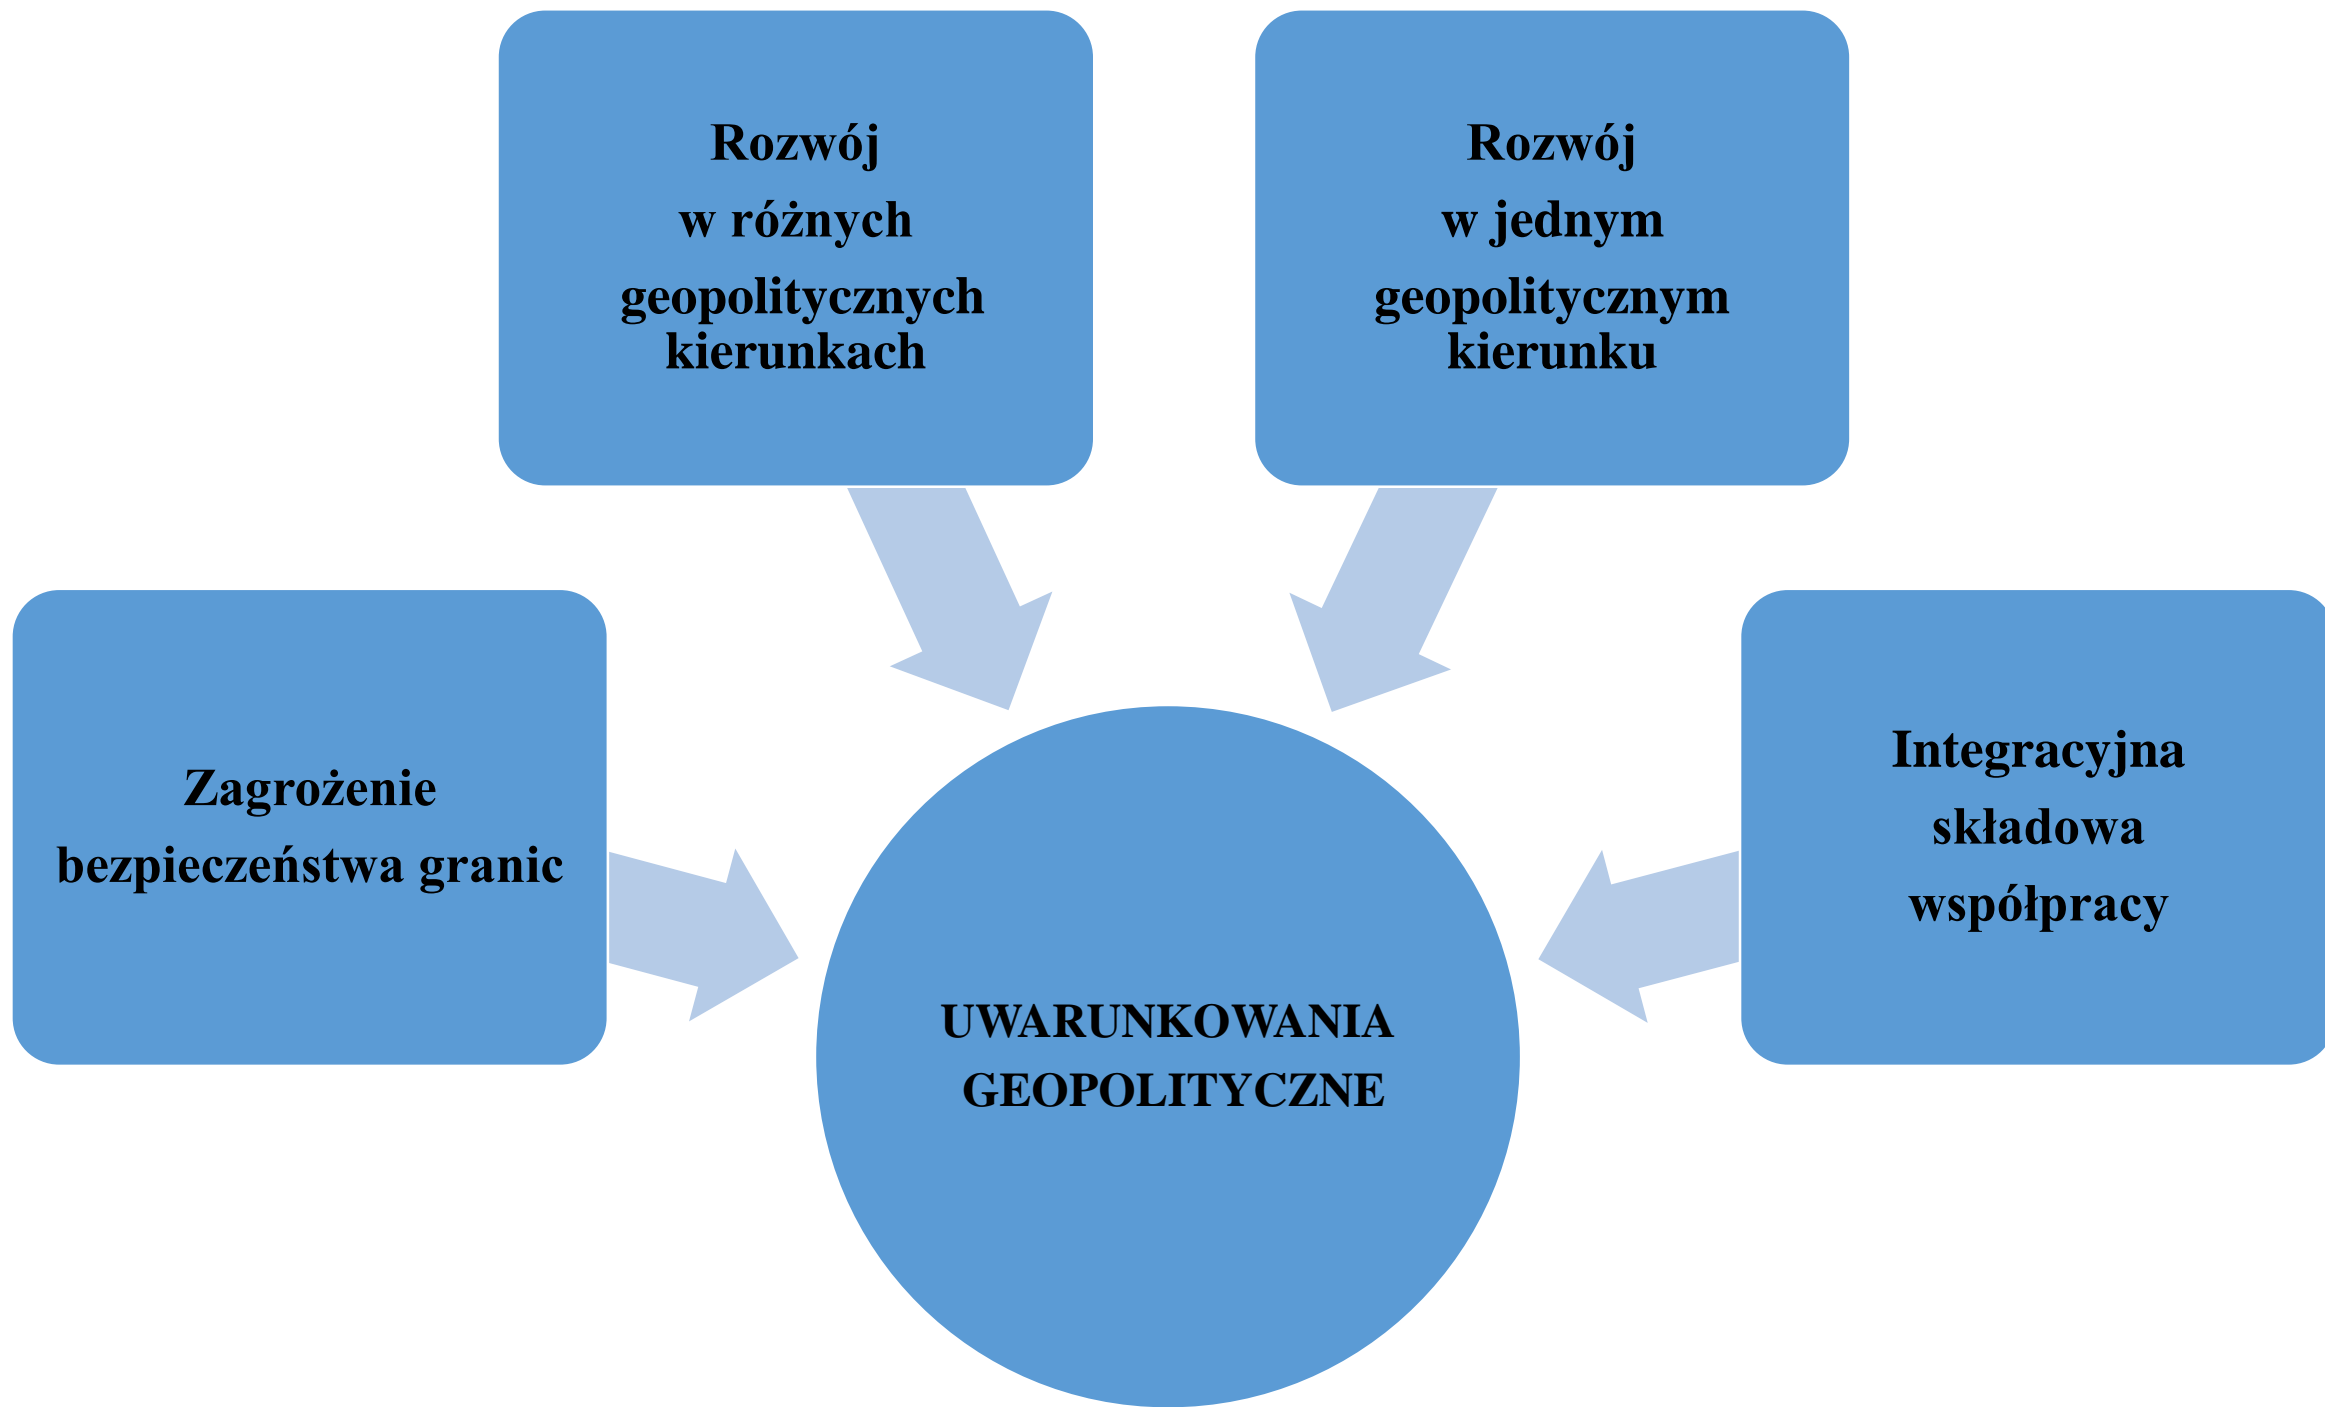 Rozwój
w różnych
geopolitycznych
kierunkach
Rozwój
w jednym
geopolitycznym
kierunku
Zagrożenie
bezpieczeństwa granic
Integracyjna
składowa
współpracy
UWARUNKOWANIA
GEOPOLITYCZNE